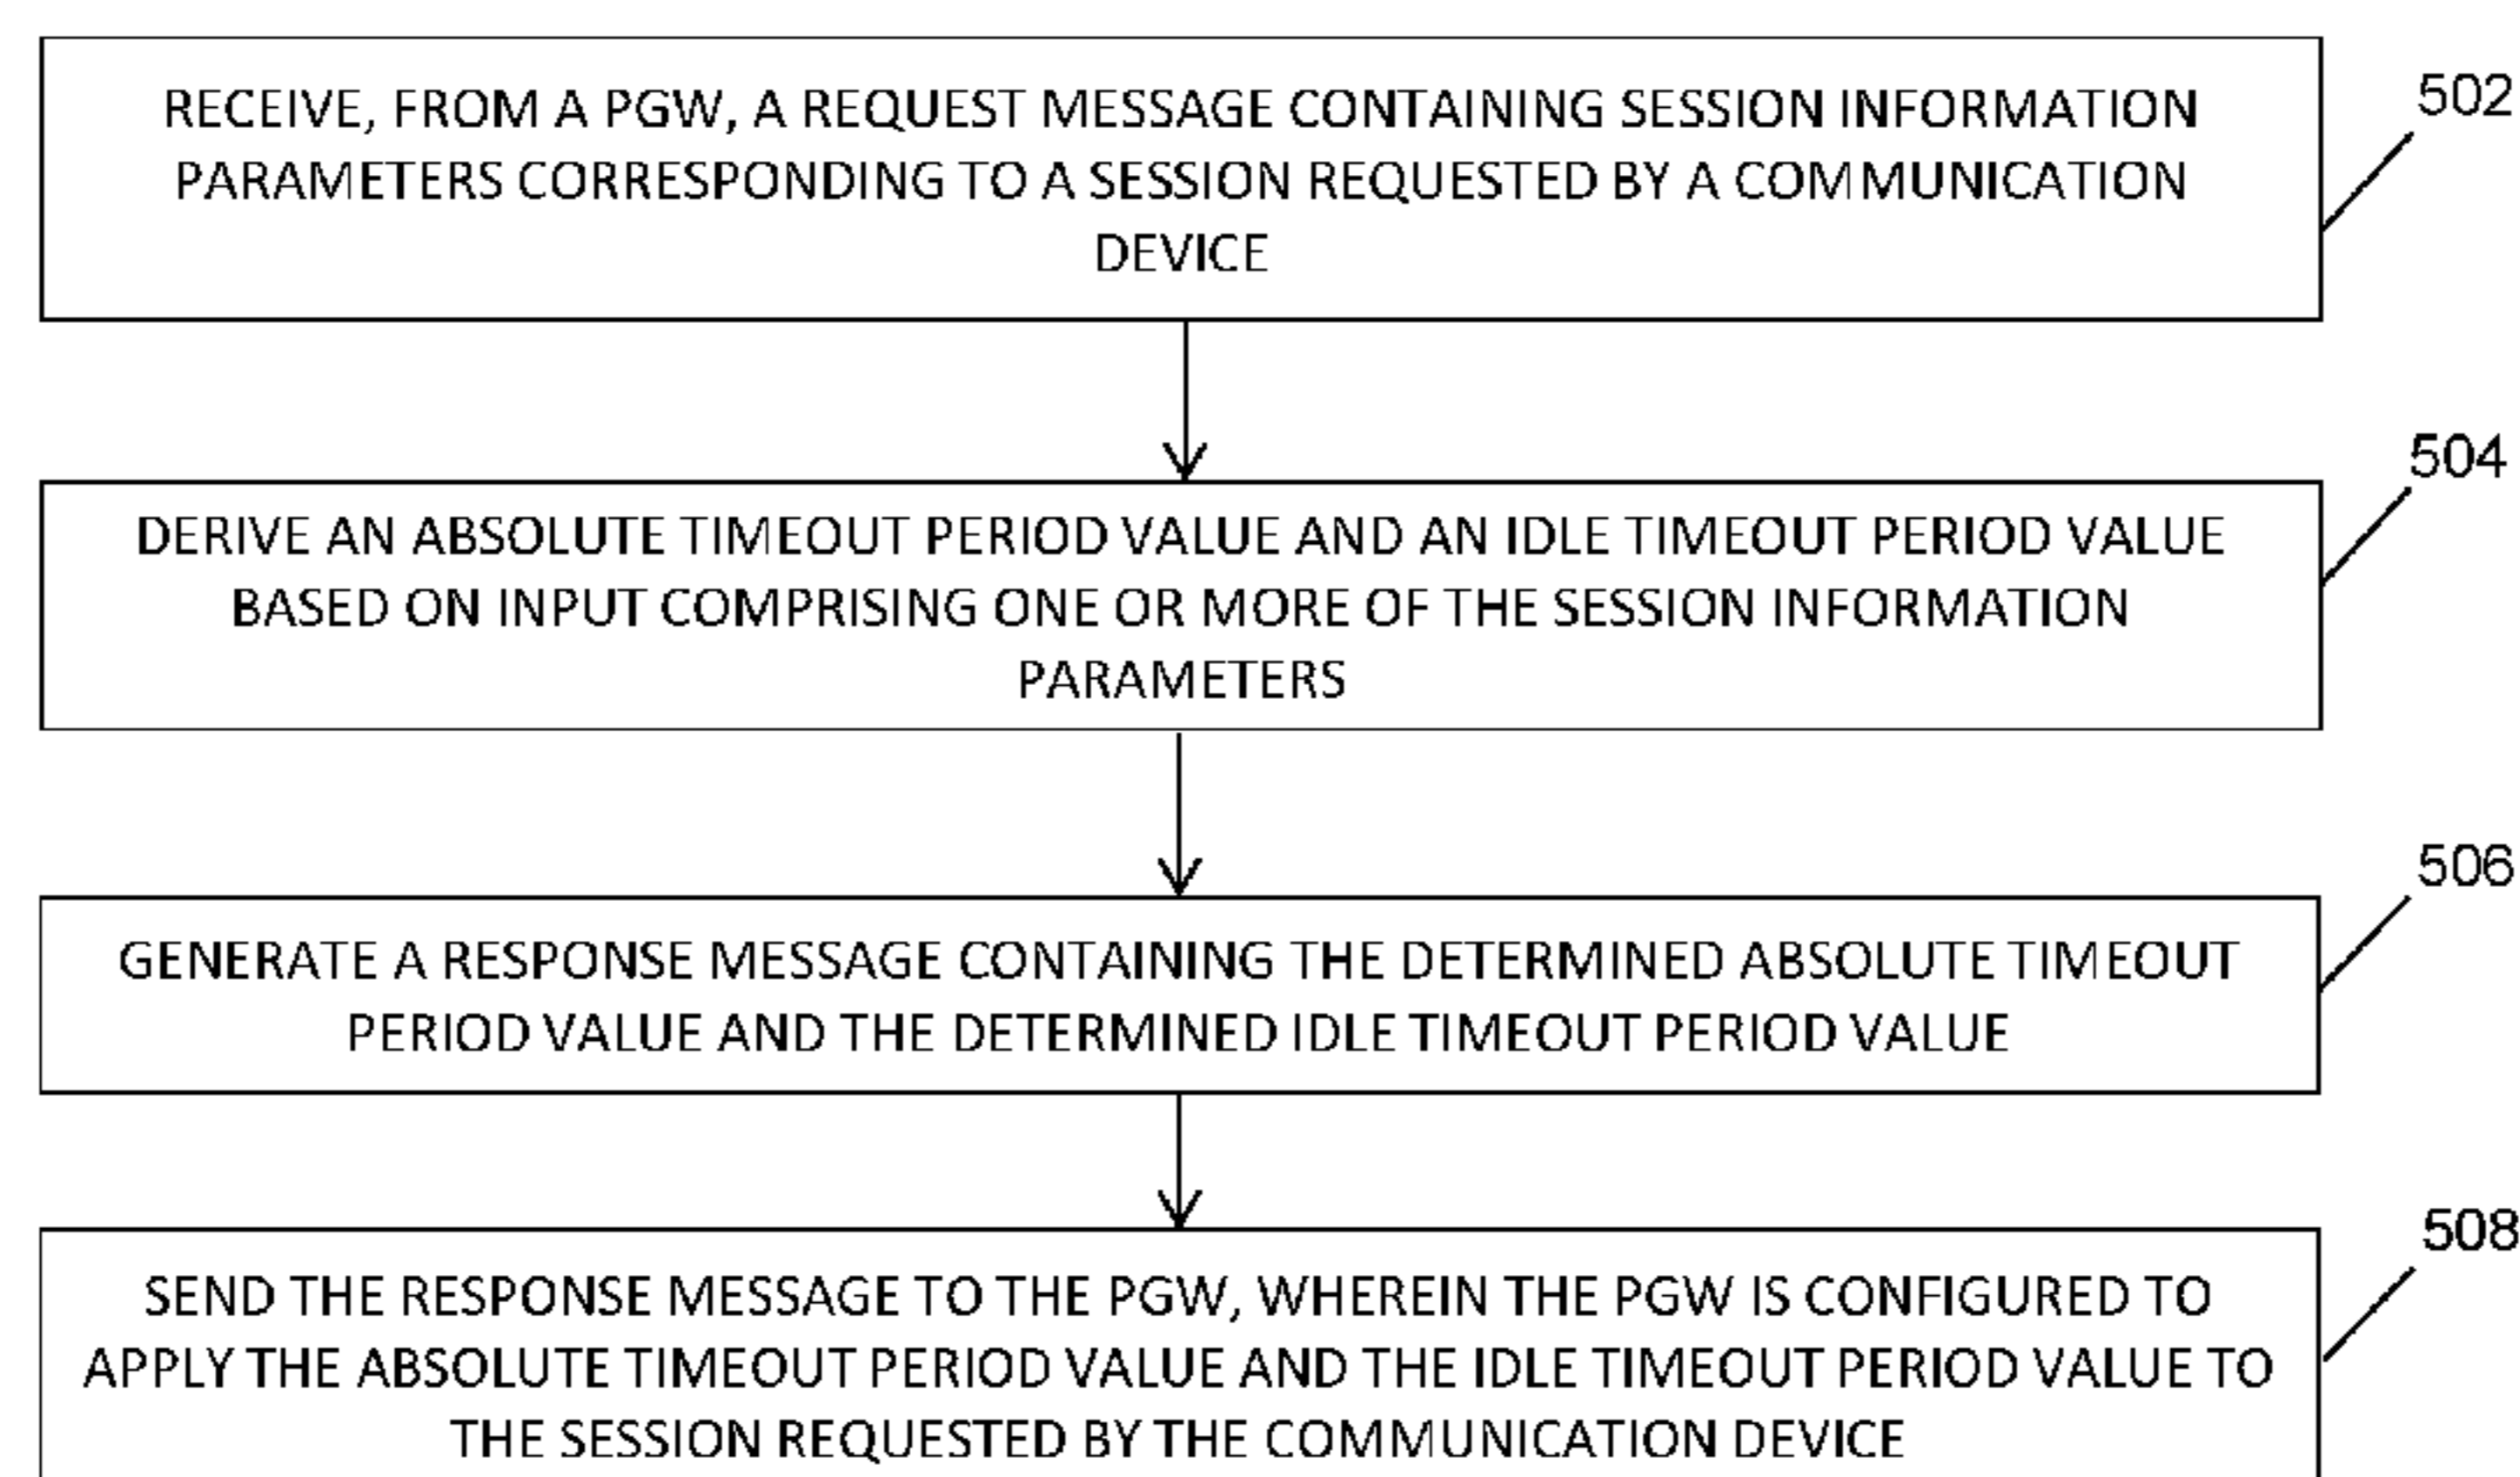 RECEIVE, FROM A PGW, A REQUEST MESSAGE CONTAINING SESSION INFORMATION
PARAMETERS CORRESPONDING TO A SESSION REQUESTED BY A COMMUNICATION
DEVICE
502
DERIVE AN ABSOLUTE TIMEOUT PERIOD VALUE AND AN IDLE TIMEOUT PERIOD VALUE
BASED ON INPUT COMPRISING ONE OR MORE OF THE SESSION INFORMATION
PARAMETERS
504
GENERATE A RESPONSE MESSAGE CONTAINING THE DETERMINED ABSOLUTE TIMEOUT
PERIOD VALUE AND THE DETERMINED IDLE TIMEOUT PERIOD VALUE
506
SEND THE RESPONSE MESSAGE TO THE PGW, WHEREIN THE PGW IS CONFIGURED TO
APPLY THE ABSOLUTE TIMEOUT PERIOD VALUE AND THE IDLE TIMEOUT PERIOD VALUE TO
THE SESSION REQUESTED BY THE COMMUNICATION DEVICE
508